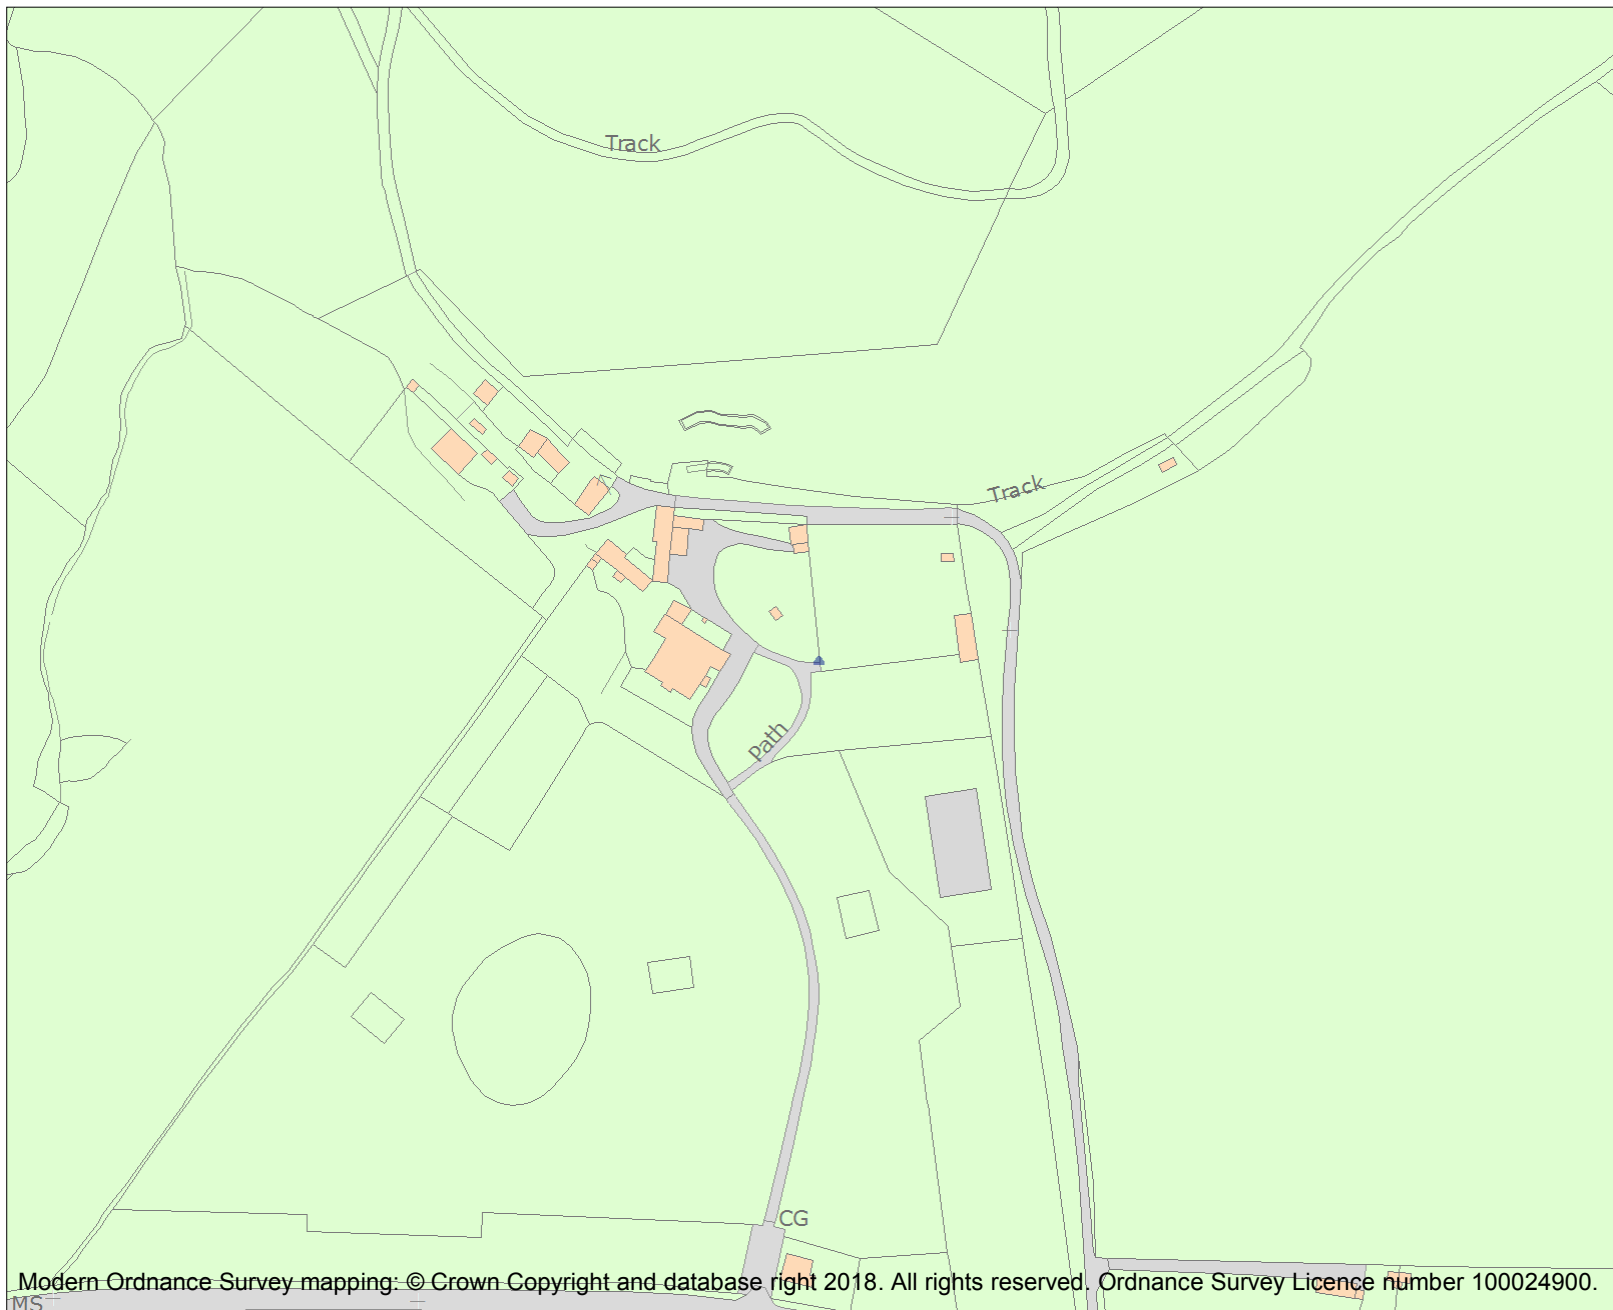 Track
Track
Path
CG
Modern Ordnance Survey mapping: © Crown Copyright and database right 2018. All rights reserved. Ordnance Survey Licence number 100024900.
MS